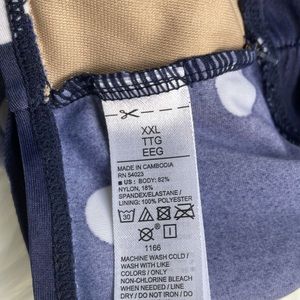 XXL
TTG
EEG
MADE IN CAMBODIA
RN 54023
■ US : BODY: 82%
NYLON, 18%
SPANDEX/ELASTANE /
LINING: 100% POLYESTER
30
1166
MACHINE WASH COLD /
WASH WITH LIKE
COLORS / ONLY
NON-CHLORINE BLEACH
WHEN NEEDED / LINE
DRY / DO NOT IRON / DO